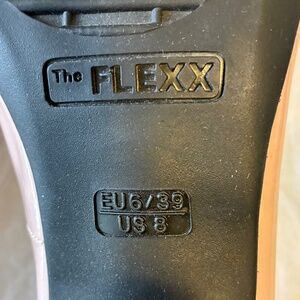 The FLEXX
EU6/39
US 8